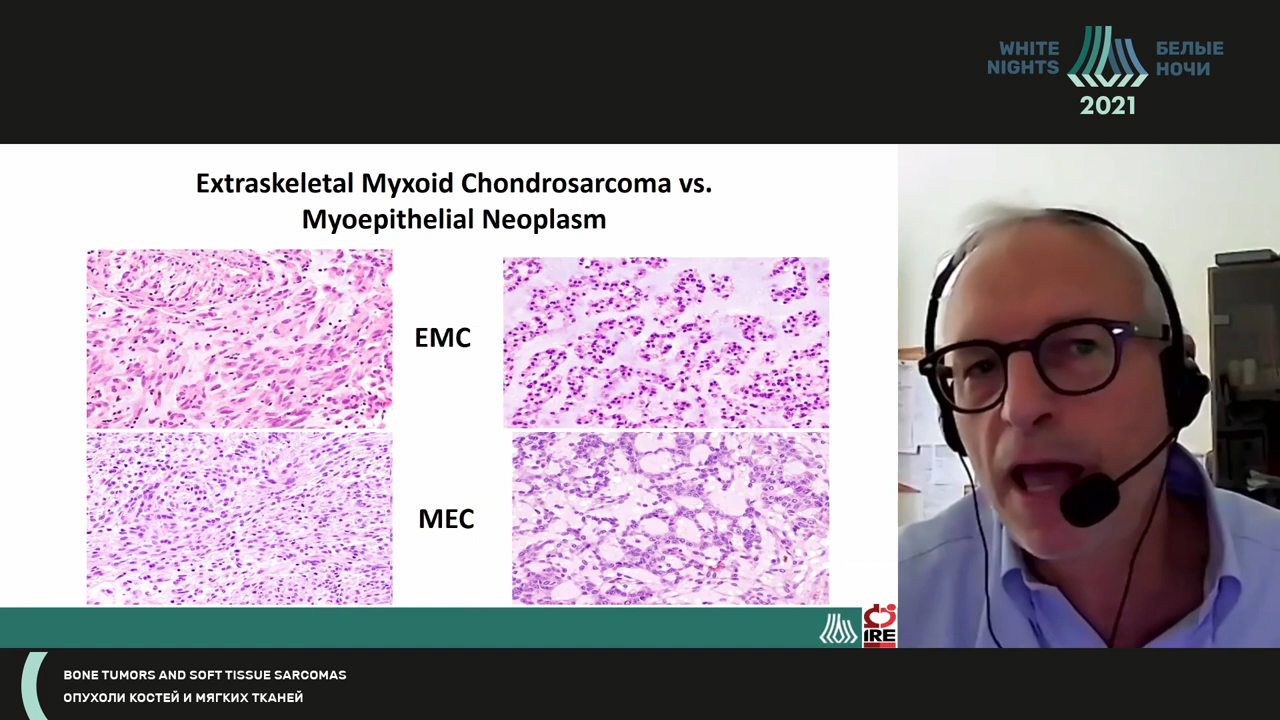 WHITE
NIGHTS
БЕЛЫЕ
НОЧИ
2021
Extraskeletal Myxoid Chondrosarcoma vs.
Myoepithelial Neoplasm
EMC
MEC
IRE
BONE TUMORS AND SOFT TISSUE SARCOMAS
ОПУХОЛИ КОСТЕЙ И МЯГКИХ ТКАНЕЙ